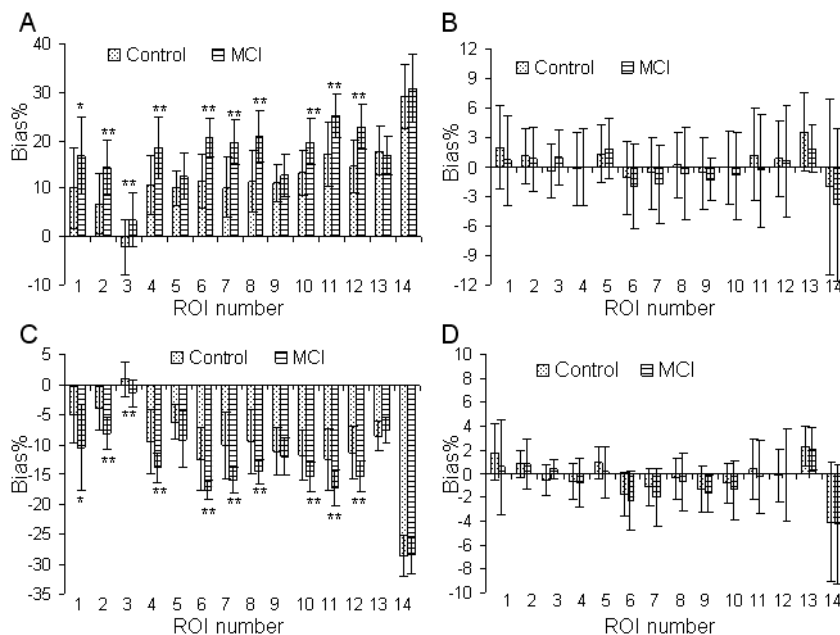 A
Control MCI
Bias%
40
30
20
10
0
-10
* ** ** ** ** ** ** ** ** **
1 2 3 4 5 6 7 8 9 10 11 12 13 14
ROI number
B
Control MCI
Bias%
12
9
6
3
0
-3
-6
-9
-12
1 2 3 4 5 6 7 8 9 10 11 12 13 14
ROI number
C
Control MCI
Bias%
5
0
-5
-10
-15
-20
-25
-30
-35
* ** ** ** ** ** ** ** ** **
1 2 3 4 5 6 7 8 9 10 11 12 13 14
ROI number
D
Control MCI
Bias%
10
8
6
4
2
0
-2
-4
-6
-8
-10
1 2 3 4 5 6 7 8 9 10 11 12 13 14
ROI number